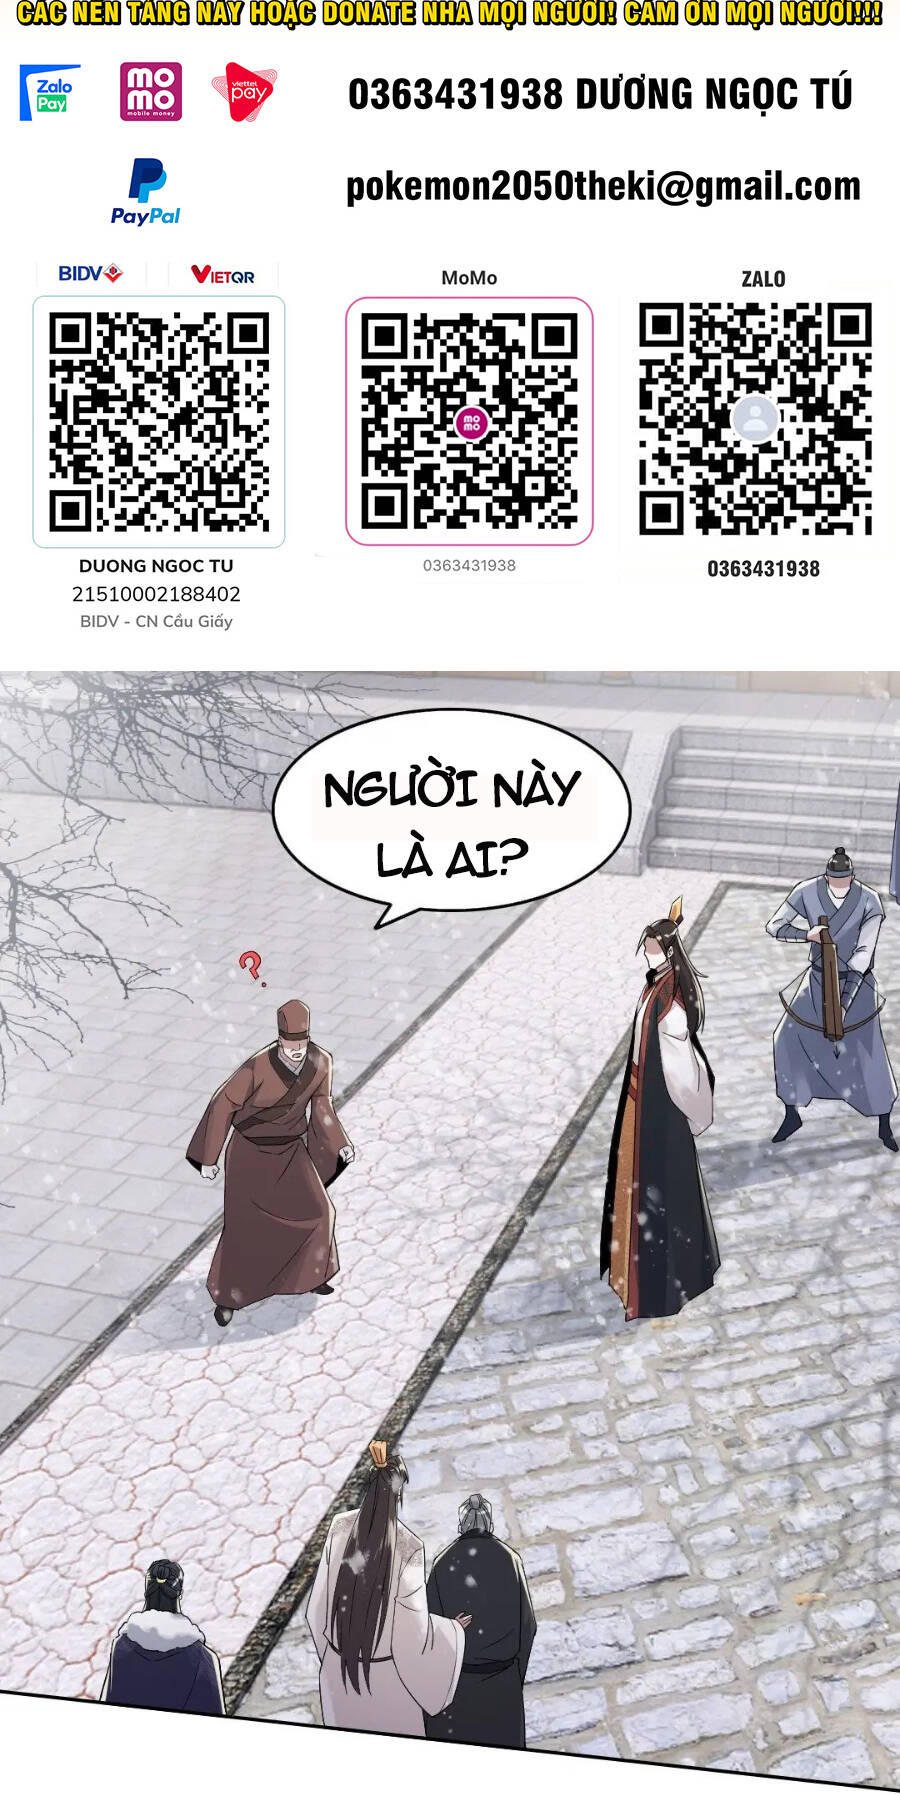 CÁC NỀN TẢNG NÀY HOẶC DONATE NHA MỌI NGƯỜI! CẢM ƠN MỌI NGƯỜI!!!
Zalo
Pay
mo
mo
mobile money
viettel
pay
0363431938 DƯƠNG NGỌC TÚ
PayPal
pokemon2050theki@gmail.com
BIDV
VIETQR
MoMo
ZALO
mo
mo
DUONG NGOC TU
21510002188402
BIDV - CN Cầu Giấy
0363431938
0363431938
NGƯỜI NÀY
LÀ AI?
?